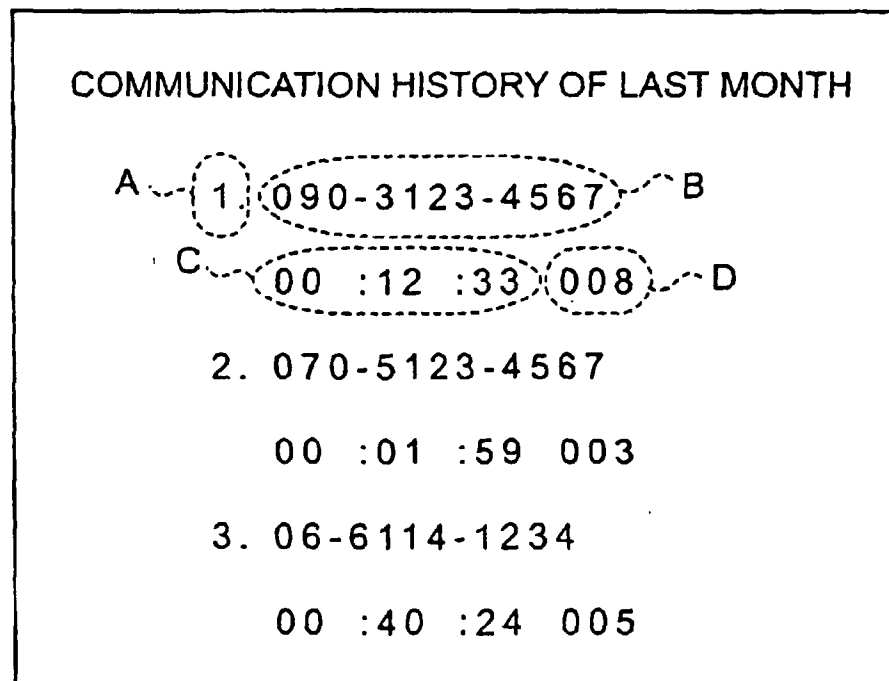 COMMUNICATION HISTORY OF LAST MONTH
A 1. 090-3123-4567 B
C 00 :12 :33 008 D
2. 070-5123-4567
00 :01 :59 003
3. 06-6114-1234
00 :40 :24 005